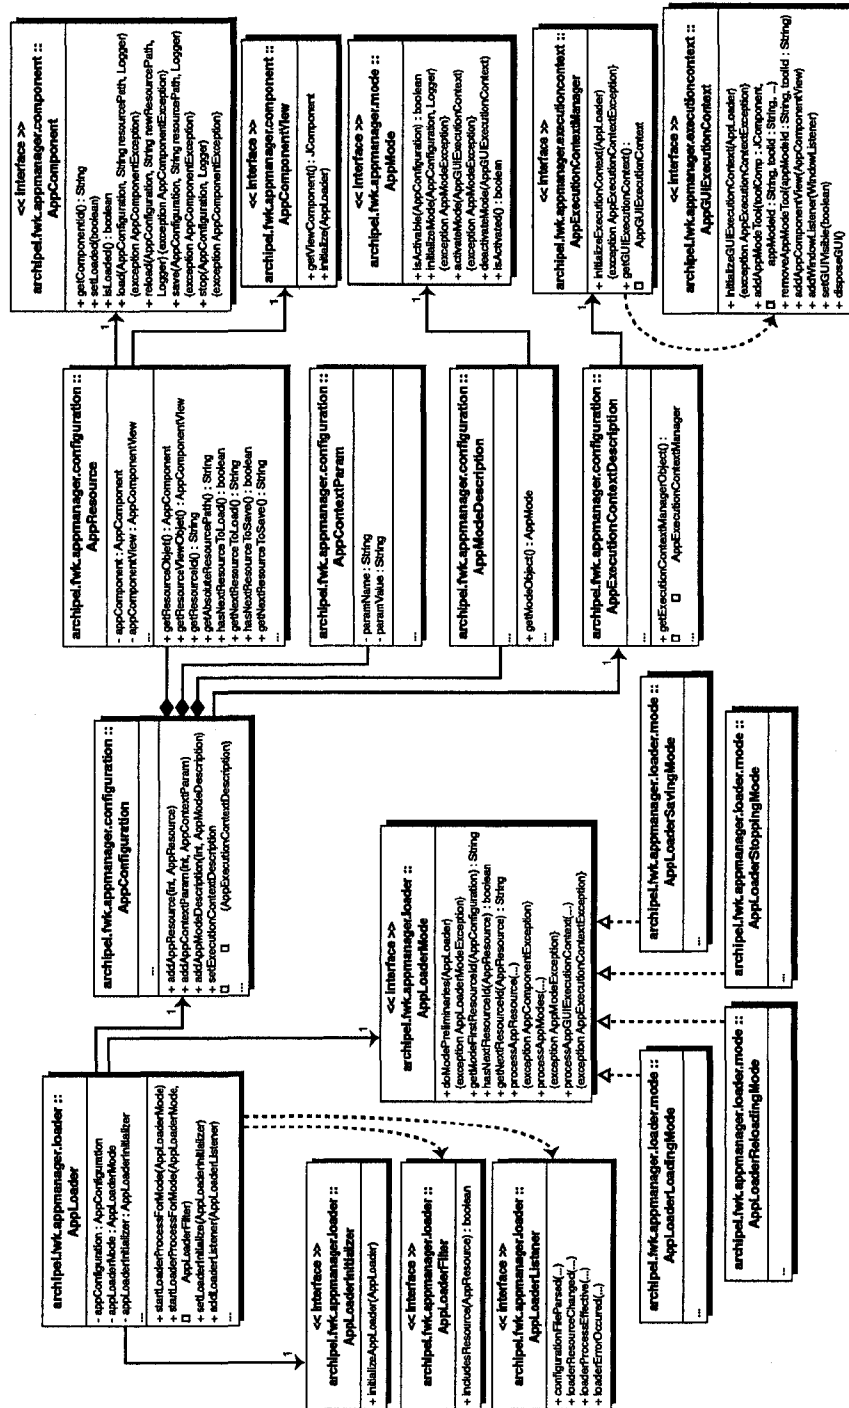 archipel.fwk.appmanager.loader ::
AppLoader
- appConfiguration : AppConfiguration
- appLoaderMode : AppLoaderMode
- appLoaderInitializer : AppLoaderInitializer
+ startLoaderProcessForMode(AppLoaderMode)
+ startLoaderProcessForMode(AppLoaderMode,
AppLoaderFilter)
+ setLoaderInitialize(AppLoaderInitializer)
+ addLoaderListener(AppLoaderListener)
...
1
<< interface >>
archipel.fwk.appmanager.loader ::
AppLoaderInitializer
+ initializeAppLoader(AppLoader)
<< interface >>
archipel.fwk.appmanager.loader ::
AppLoaderFilter
+ includesResource(AppResource) : boolean
<< interface >>
archipel.fwk.appmanager.loader ::
AppLoaderListener
+ configurationFileParsed(...)
+ loaderResourceChanged(...)
+ loaderProcessEffective(...)
+ loaderErrorOccured(...)
1
archipel.fwk.appmanager.configuration ::
AppConfiguration
...
+ addAppResource(int, AppResource)
+ addAppContextParam(int, AppContextParam)
+ addAppModeDescription(int, AppModeDescription)
+ setExecutionContextDescription
(AppExecutionContextDescription)
...
1
<< interface >>
archipel.fwk.appmanager.loader ::
AppLoaderMode
+ doModePreliminaries(AppLoader)
{exception AppLoaderModeException}
+ getModeFirstResourceId(AppConfiguration) : String
+ hasNextResourceId(AppResource) : boolean
+ getNextResourceId(AppResource) : String
+ processAppResource(...)
{exception AppComponentException}
+ processAppModes(...)
{exception AppModeException}
+ processAppGUIExecutionContext(...)
{exception AppExecutionContextException}
archipel.fwk.appmanager.loader.mode ::
AppLoaderLoadingMode
...
archipel.fwk.appmanager.loader.mode ::
AppLoaderReloadingMode
...
archipel.fwk.appmanager.loader.mode ::
AppLoaderSavingMode
...
archipel.fwk.appmanager.loader.mode ::
AppLoaderStoppingMode
...
archipel.fwk.appmanager.configuration ::
AppResource
- appComponent : AppComponent
- appComponentView : AppComponentView
+ getResourceObjet() : AppComponent
+ getResourceViewObjet() : AppComponentView
+ getResourceId() : String
+ getAbsoluteResourcePath() : String
+ hasNextResourceToLoad() : boolean
+ getNextResourceToLoad() : String
+ hasNextResourceToSave() : boolean
+ getNextResourceToSave() : String
...
archipel.fwk.appmanager.configuration ::
AppContextParam
- paramName : String
- paramValue : String
...
archipel.fwk.appmanager.configuration ::
AppModeDescription
...
+ getModeObject() : AppMode
...
1
archipel.fwk.appmanager.configuration ::
AppExecutionContextDescription
...
+ getExecutionContextManagerObject() :
AppExecutionContextManager
...
1
<< interface >>
archipel.fwk.appmanager.component ::
AppComponent
+ getComponentId() : String
+ setLoaded(boolean)
+ isLoaded() : boolean
+ load(AppConfiguration, String resourcePath, Logger)
{exception AppComponentException}
+ reload(AppConfiguration, String newResourcePath,
Logger) {exception AppComponentException}
+ save(AppConfiguration, String resourcePath, Logger)
{exception AppComponentException}
+ stop(AppConfiguration, Logger)
{exception AppComponentException}
1
<< interface >>
archipel.fwk.appmanager.component ::
AppComponentView
+ getViewComponent() : JComponent
+ initialize(AppLoader)
1
<< interface >>
archipel.fwk.appmanager.mode ::
AppMode
+ isActivable(AppConfiguration) : boolean
+ initializeMode(AppConfiguration, Logger)
{exception AppModeException}
+ activateMode(AppGUIExecutionContext)
{exception AppModeException}
+ deactivateMode(AppGUIExecutionContext)
+ isActivated() : boolean
1
<< interface >>
archipel.fwk.appmanager.executioncontext ::
AppExecutionContextManager
+ initializeExecutionContext(AppLoader)
{exception AppExecutionContextException}
+ getGUIExecutionContext() :
AppGUIExecutionContext
1
<< interface >>
archipel.fwk.appmanager.executioncontext ::
AppGUIExecutionContext
+ initializeGUIExecutionContext(AppLoader)
{exception AppExecutionContextException}
+ addAppModeTool(toolComp : JComponent,
appModeId : String, toolId : String, ...)
+ removeAppModeTool(appModeId : String, toolId : String)
+ addAppComponentView(AppComponentView)
+ addWindowListener(WindowListener)
+ setGUIVisible(boolean)
+ disposeGUI()